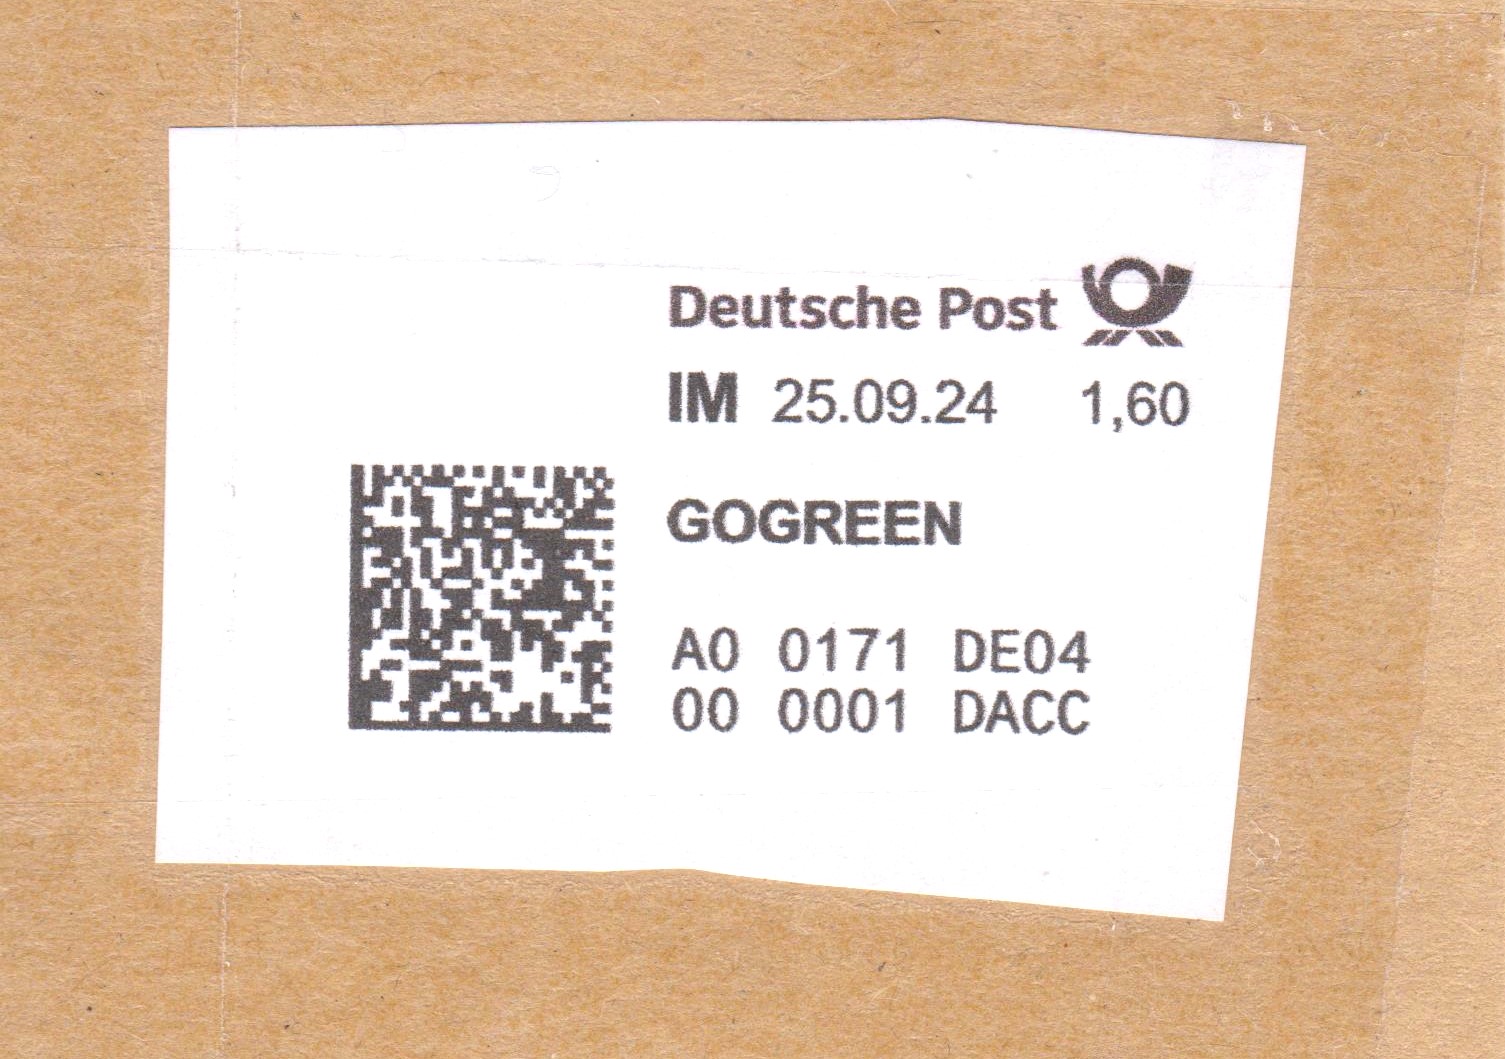 Deutsche Post
IM 25.09.24 1,60
GOGREEN
A0 0171 DE04
00 0001 DACC